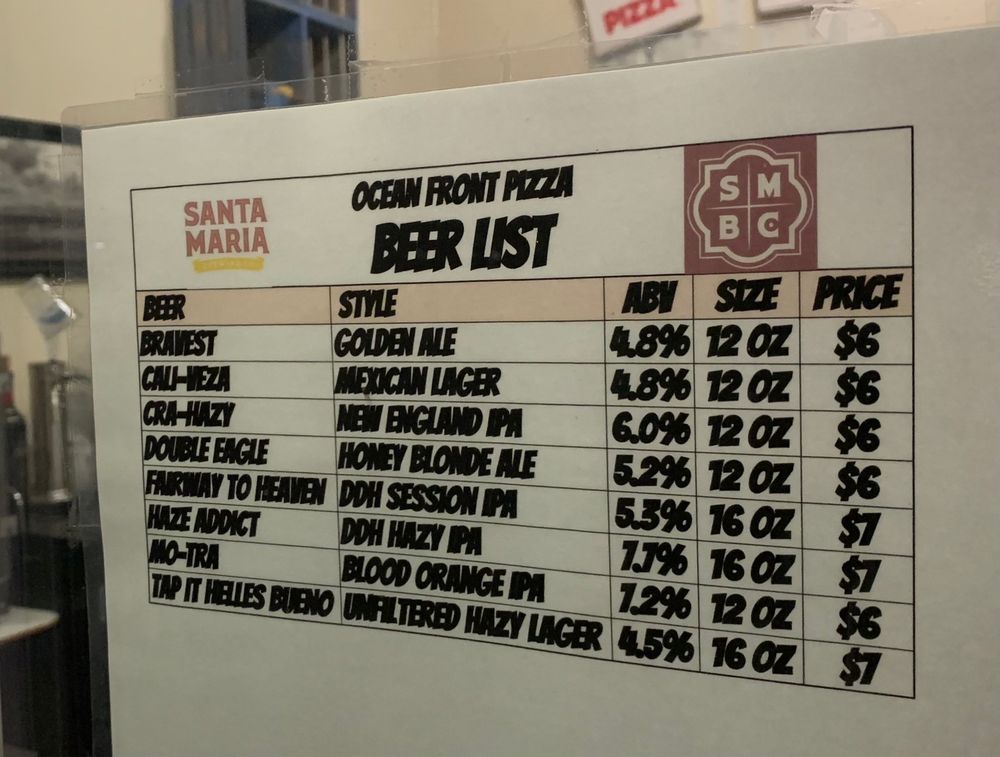 PIZZA
SANTA
MARIA
OCEAN FRONT PIZZA
BEER LIST
S M
B C
BEER STYLE ABV SIZE PRICE
BRAVEST GOLDEN ALE 4.8% 12 OZ $6
CALI-VEZA MEXICAN LAGER 4.8% 12 OZ $6
CRA-HAZY NEW ENGLAND IPA 6.0% 12 OZ $6
DOUBLE EAGLE HONEY BLONDE ALE 5.2% 12 OZ $6
FAIRWAY TO HEAVEN DDH SESSION IPA 5.3% 16 OZ $7
HAZE ADDICT DDH HAZY IPA 7.7% 16 OZ $7
MO-TRA BLOOD ORANGE IPA 7.2% 12 OZ $6
TAP IT HELLES BUENO UNFILTERED HAZY LAGER 4.5% 16 OZ $7